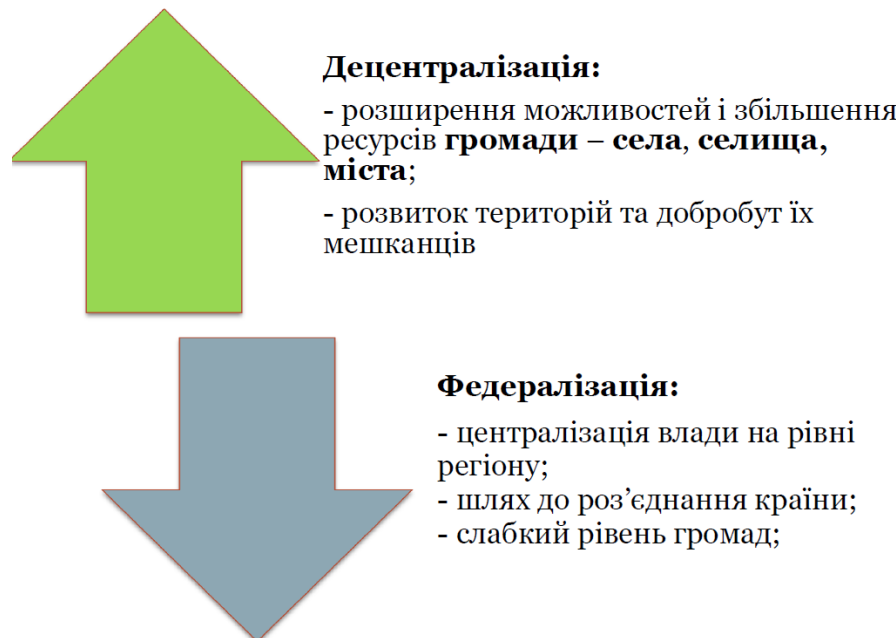 Децентралізація:
- розширення можливостей і збільшення
ресурсів громади – села, селища,
міста;
- розвиток територій та добробут їх
мешканців
Федералізація:
- централізація влади на рівні
регіону;
- шлях до роз’єднання країни;
- слабкий рівень громад;